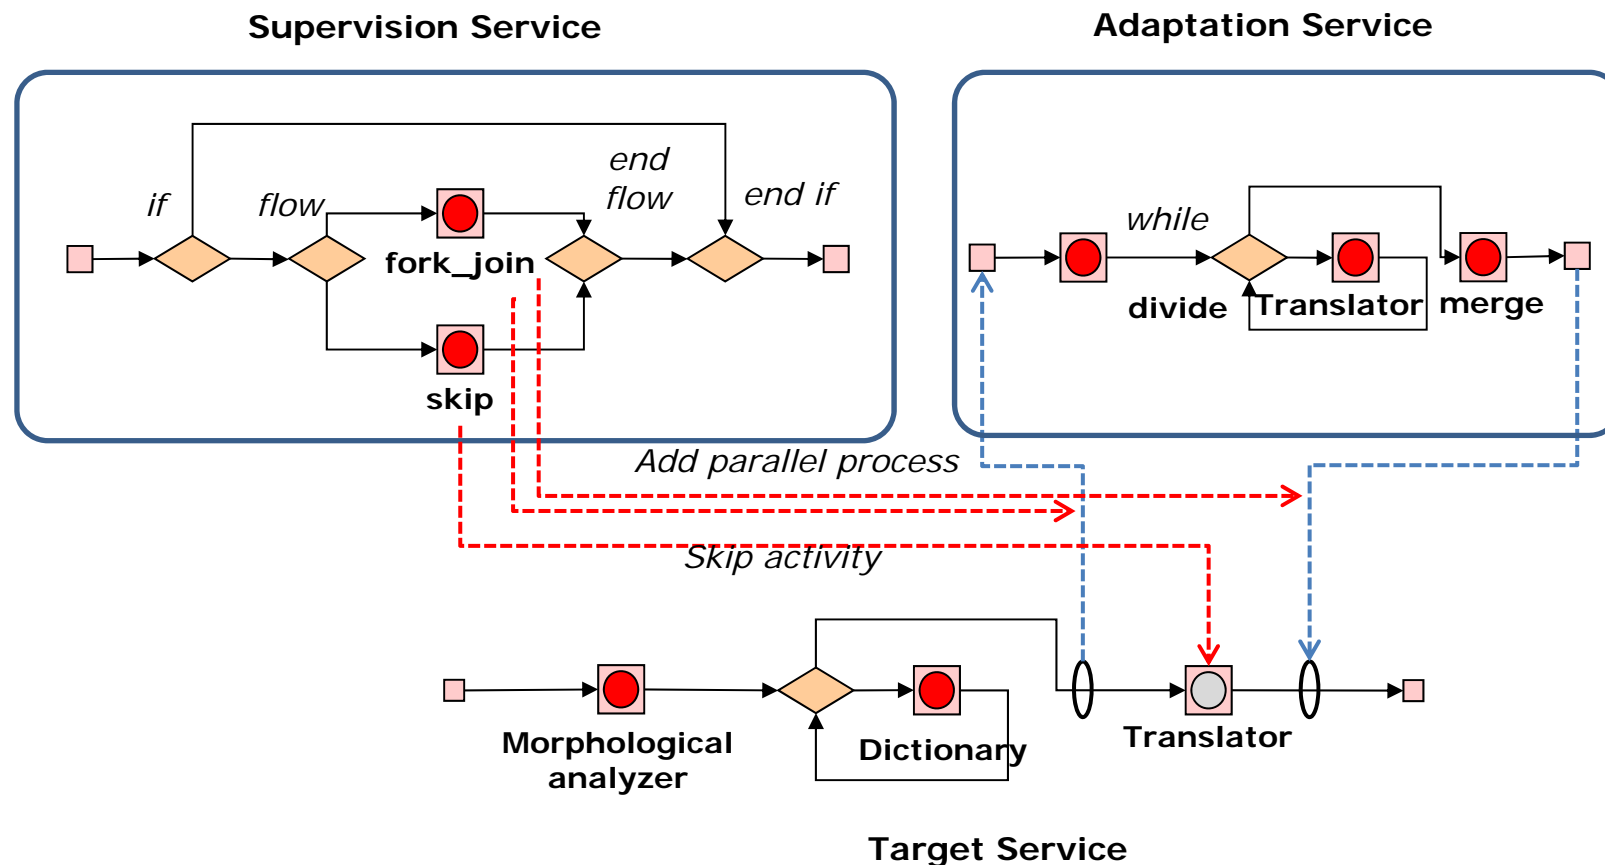 Supervision Service
Adaptation Service
if
flow
end
flow
end if
fork_join
skip
while
divide
Translator
merge
Add parallel process
Skip activity
Morphological
analyzer
Dictionary
Translator
Target Service